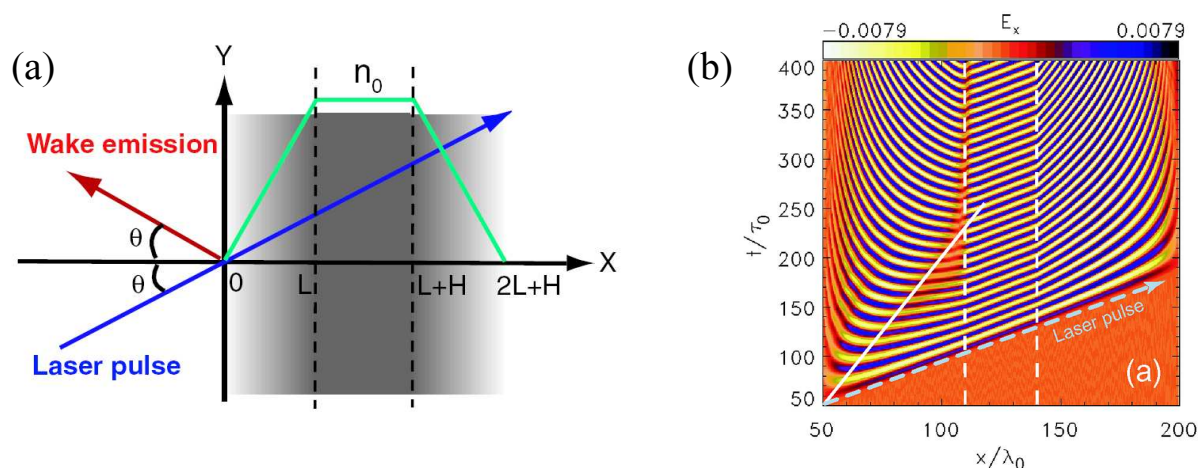 (a)
Y
n₀
Wake emission
θ
θ
0
L
L+H
2L+H
X
Laser pulse
(b)
E_x
−0.0079
0.0079
400
350
300
250
200
150
100
50
t/τ₀
Laser pulse
(a)
50
100
150
200
x/λ₀